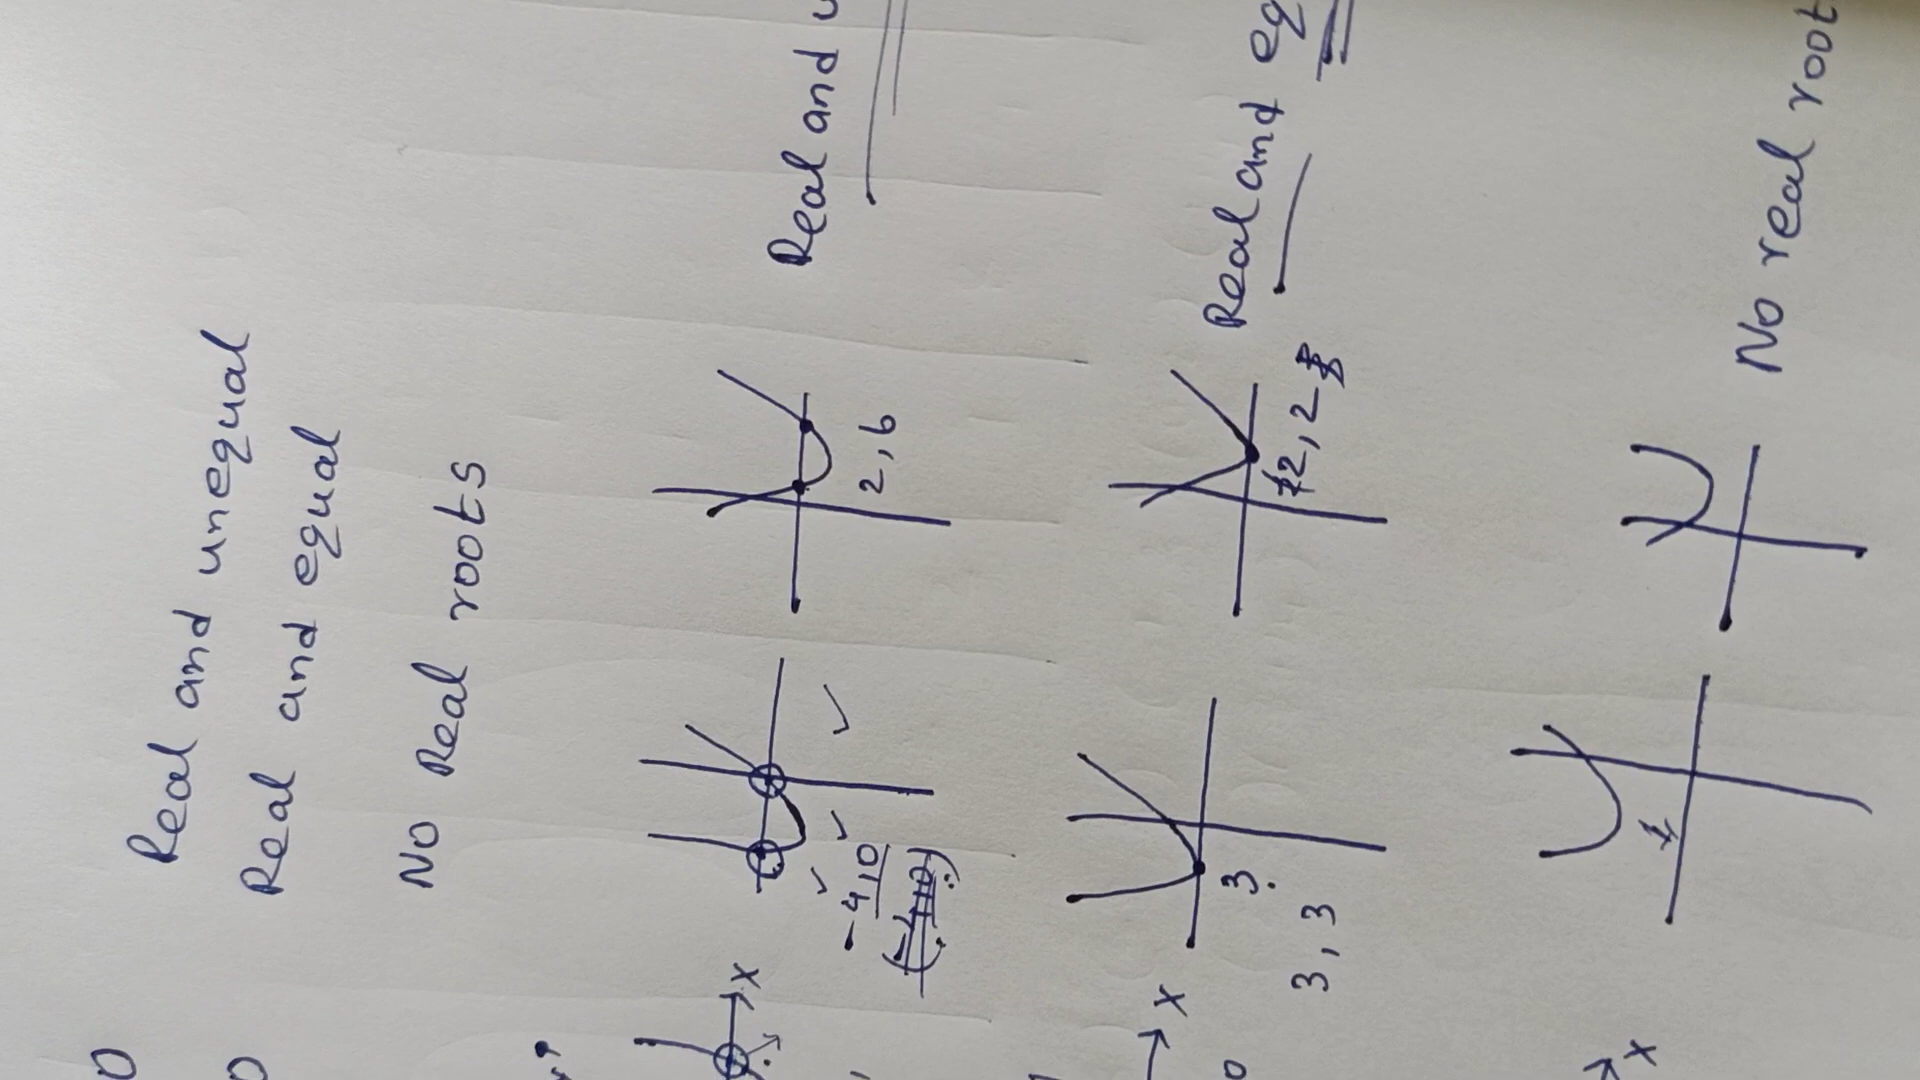 Real and unequal
Real and equal
No Real roots
-4,0
2,6
Real and
X
3
3,3
2,2
Real and eq
X
No real root
X